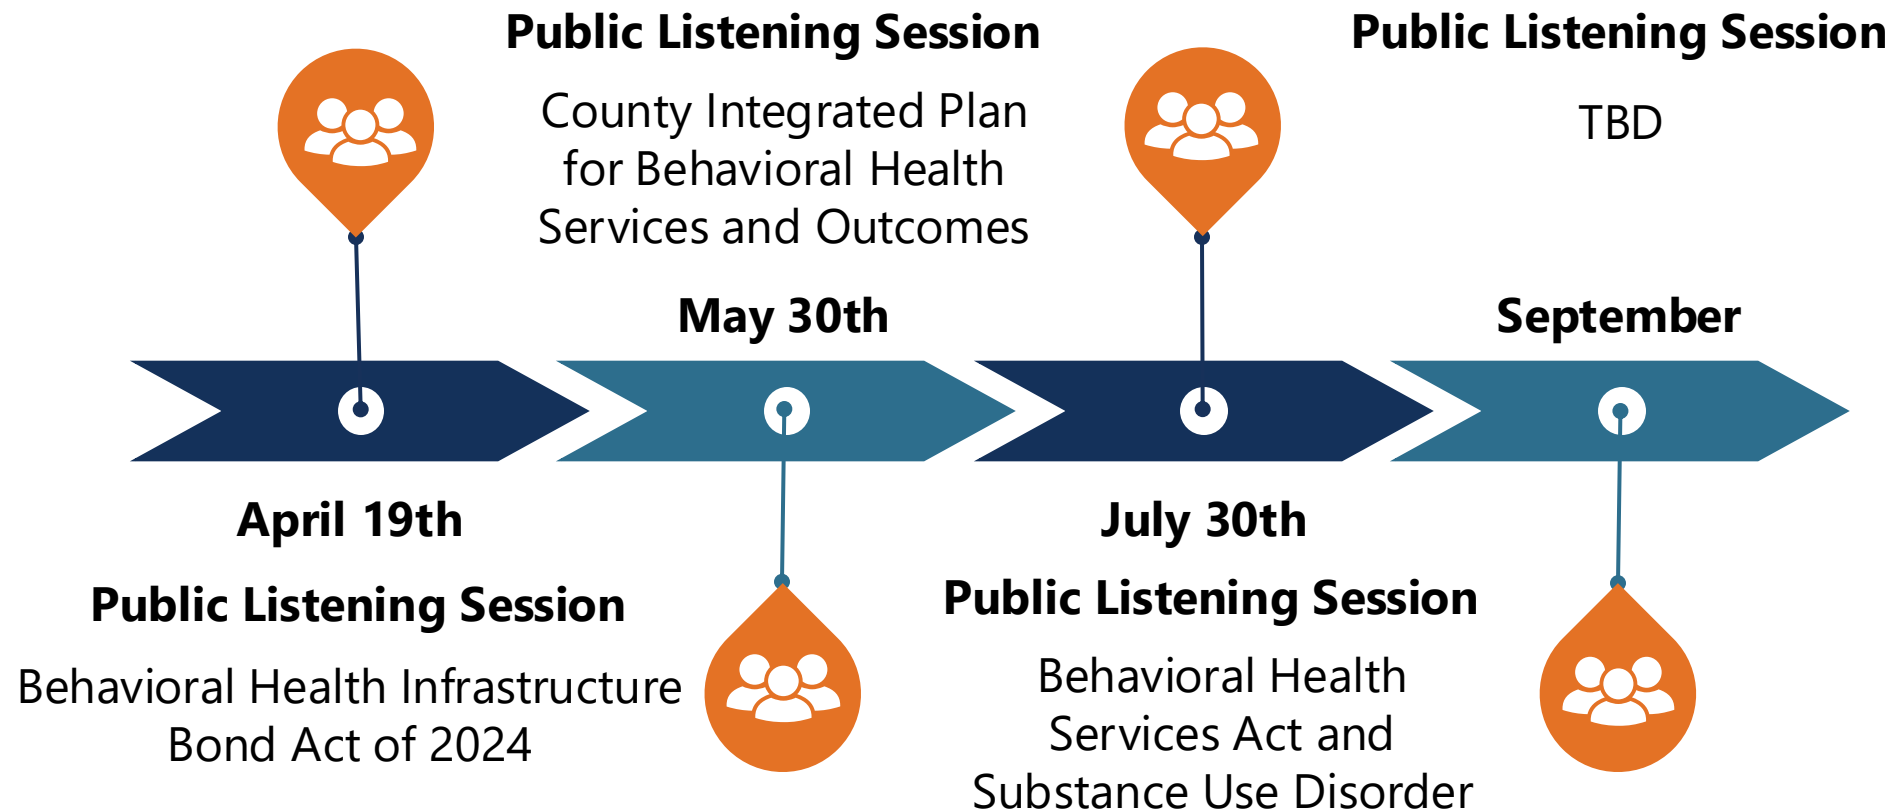 April 19th
Public Listening Session
Behavioral Health Infrastructure
Bond Act of 2024
Public Listening Session
County Integrated Plan
for Behavioral Health
Services and Outcomes
May 30th
July 30th
Public Listening Session
Behavioral Health
Services Act and
Substance Use Disorder
Public Listening Session
TBD
September